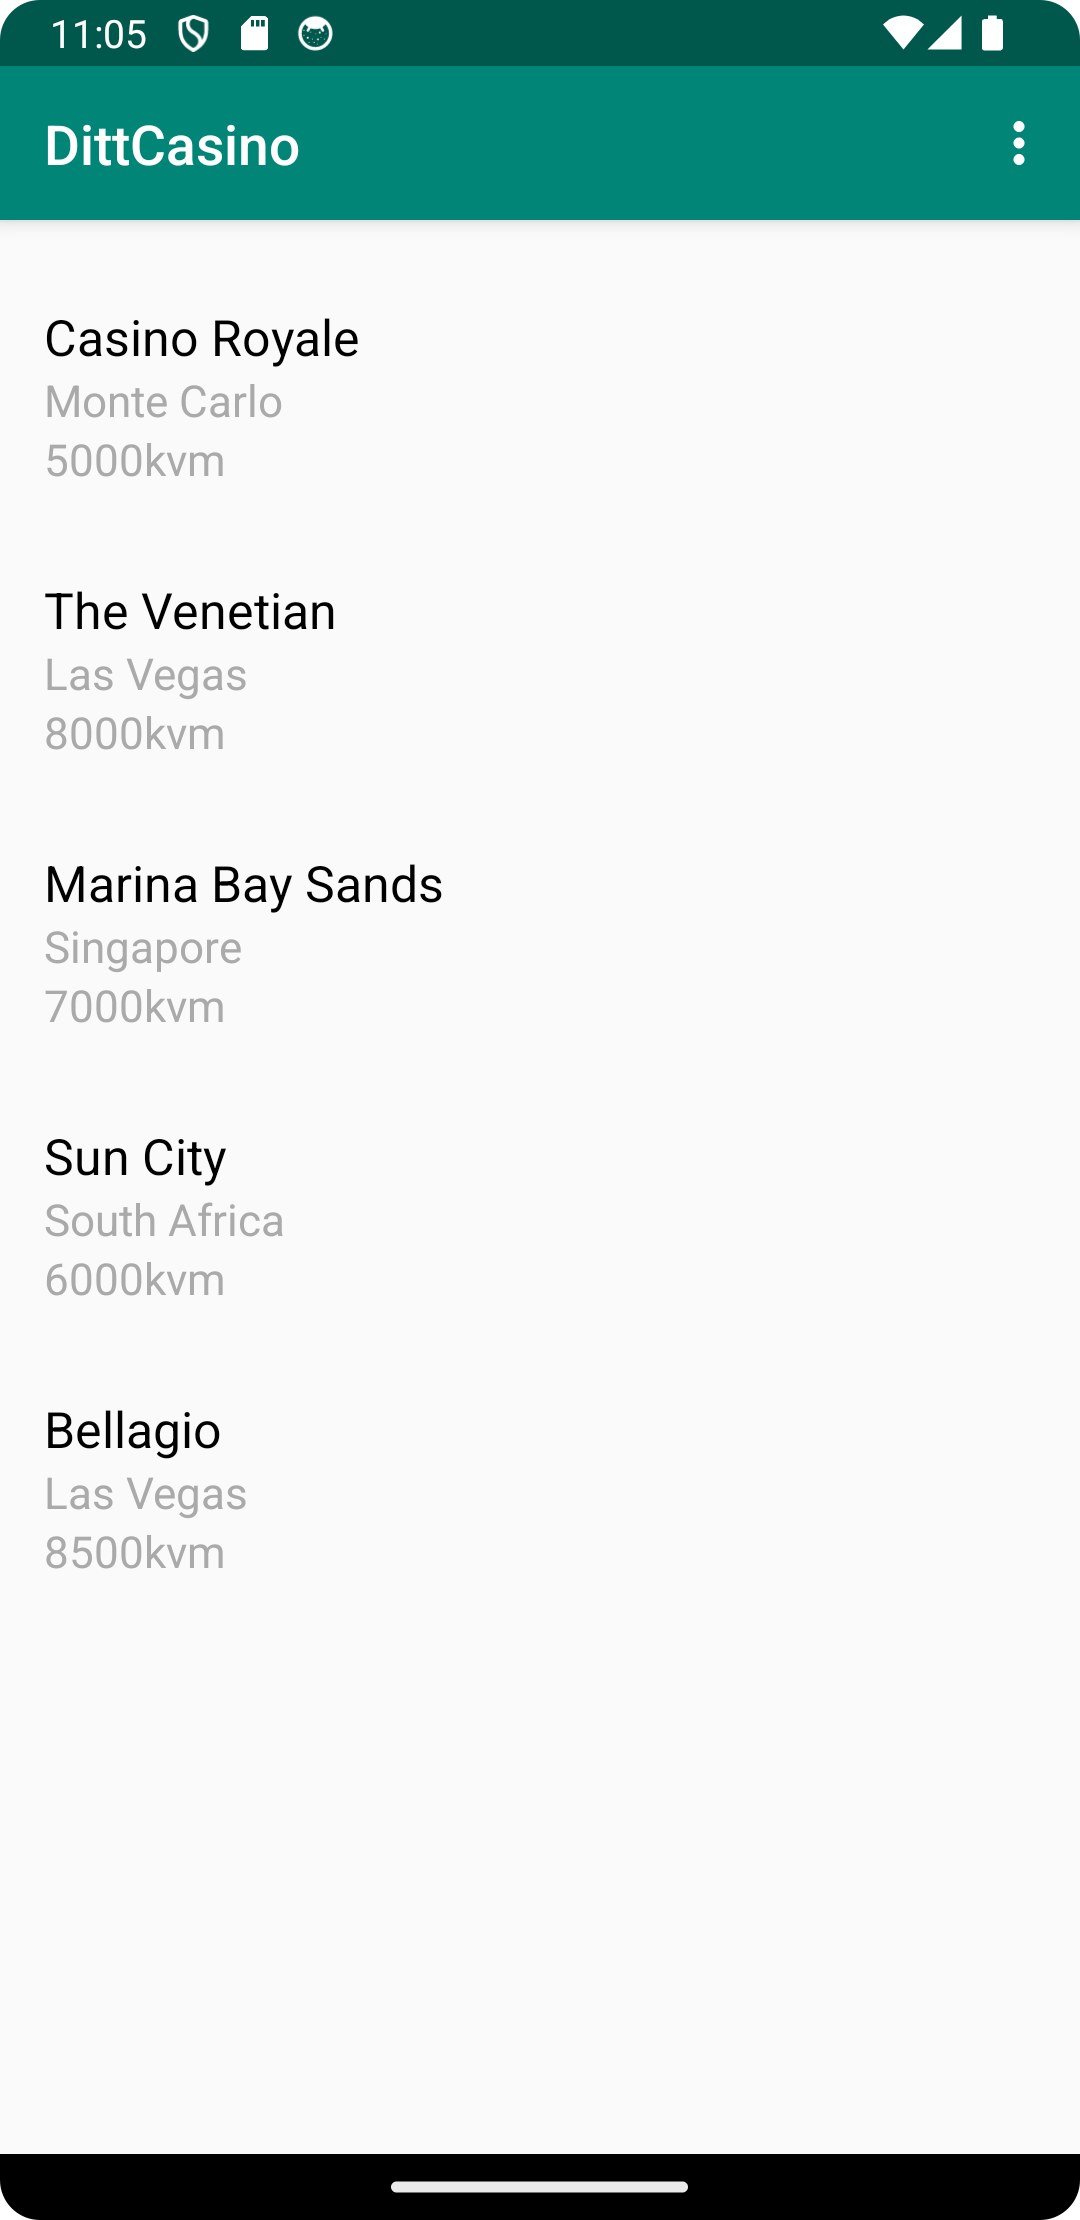 11:05
DittCasino
Casino Royale
Monte Carlo
5000kvm
The Venetian
Las Vegas
8000kvm
Marina Bay Sands
Singapore
7000kvm
Sun City
South Africa
6000kvm
Bellagio
Las Vegas
8500kvm